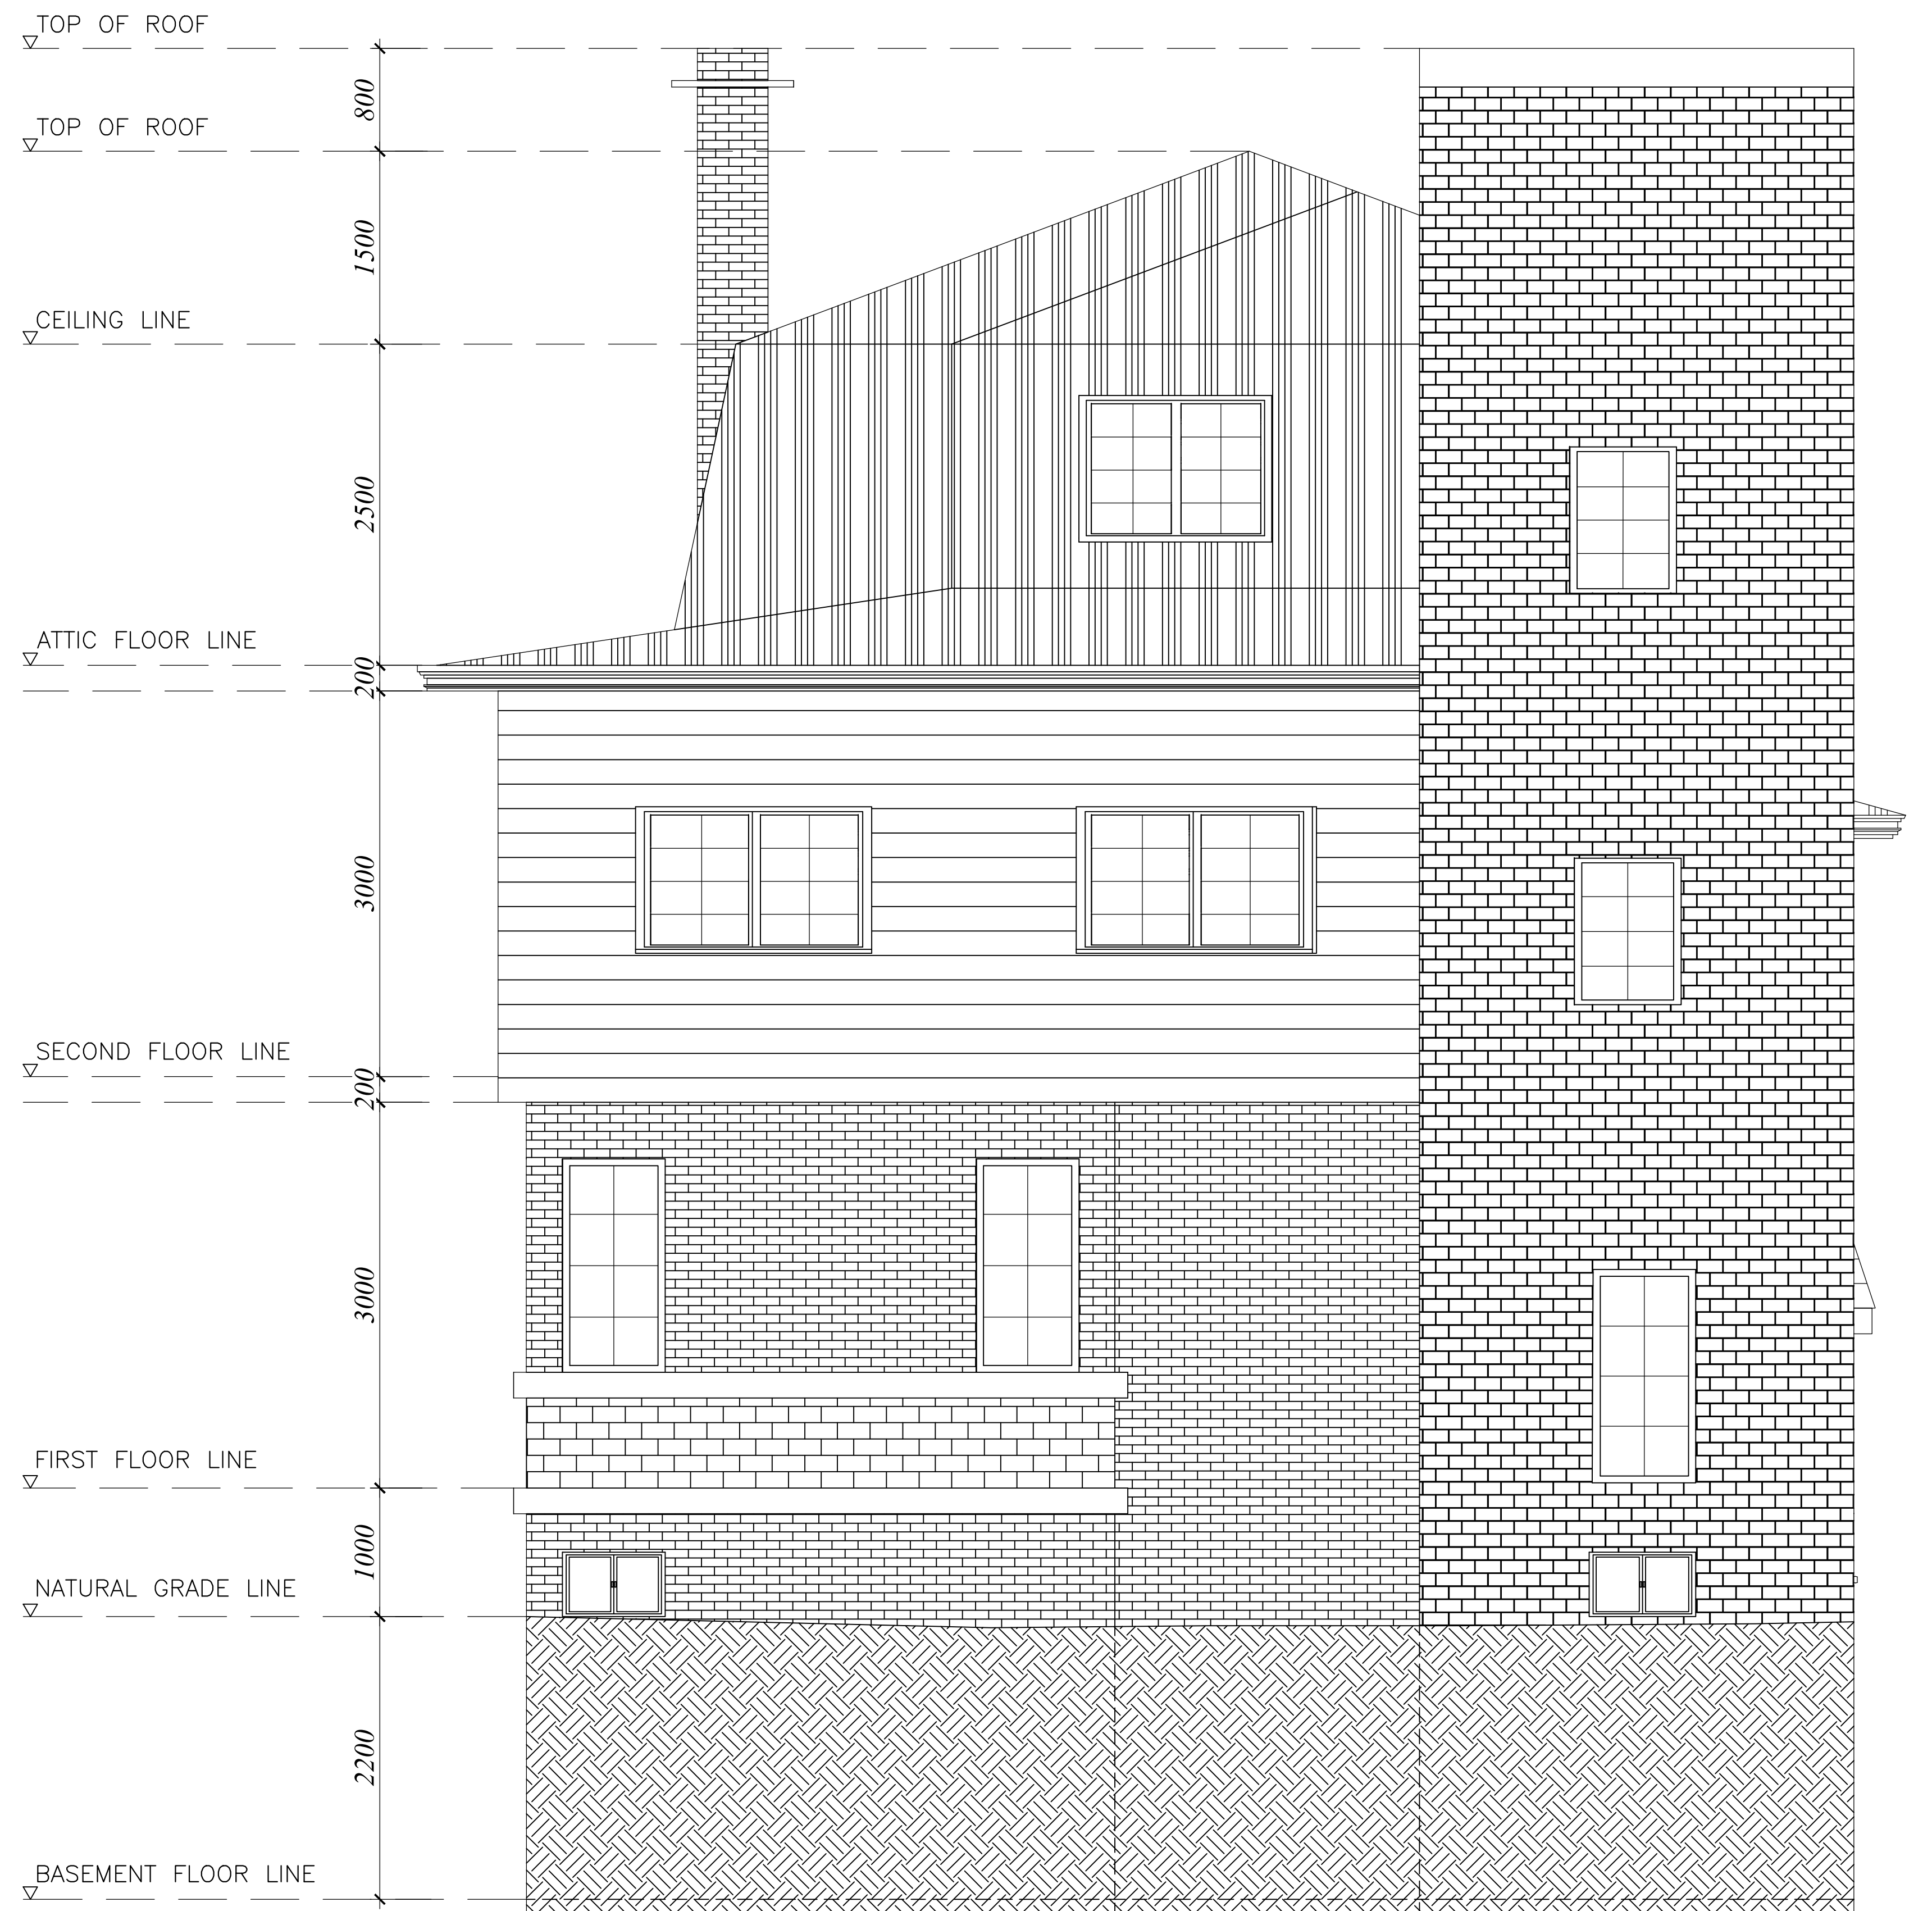 TOP OF ROOF
800
TOP OF ROOF
1500
CEILING LINE
2500
ATTIC FLOOR LINE
200
3000
SECOND FLOOR LINE
200
3000
FIRST FLOOR LINE
1000
NATURAL GRADE LINE
2200
BASEMENT FLOOR LINE